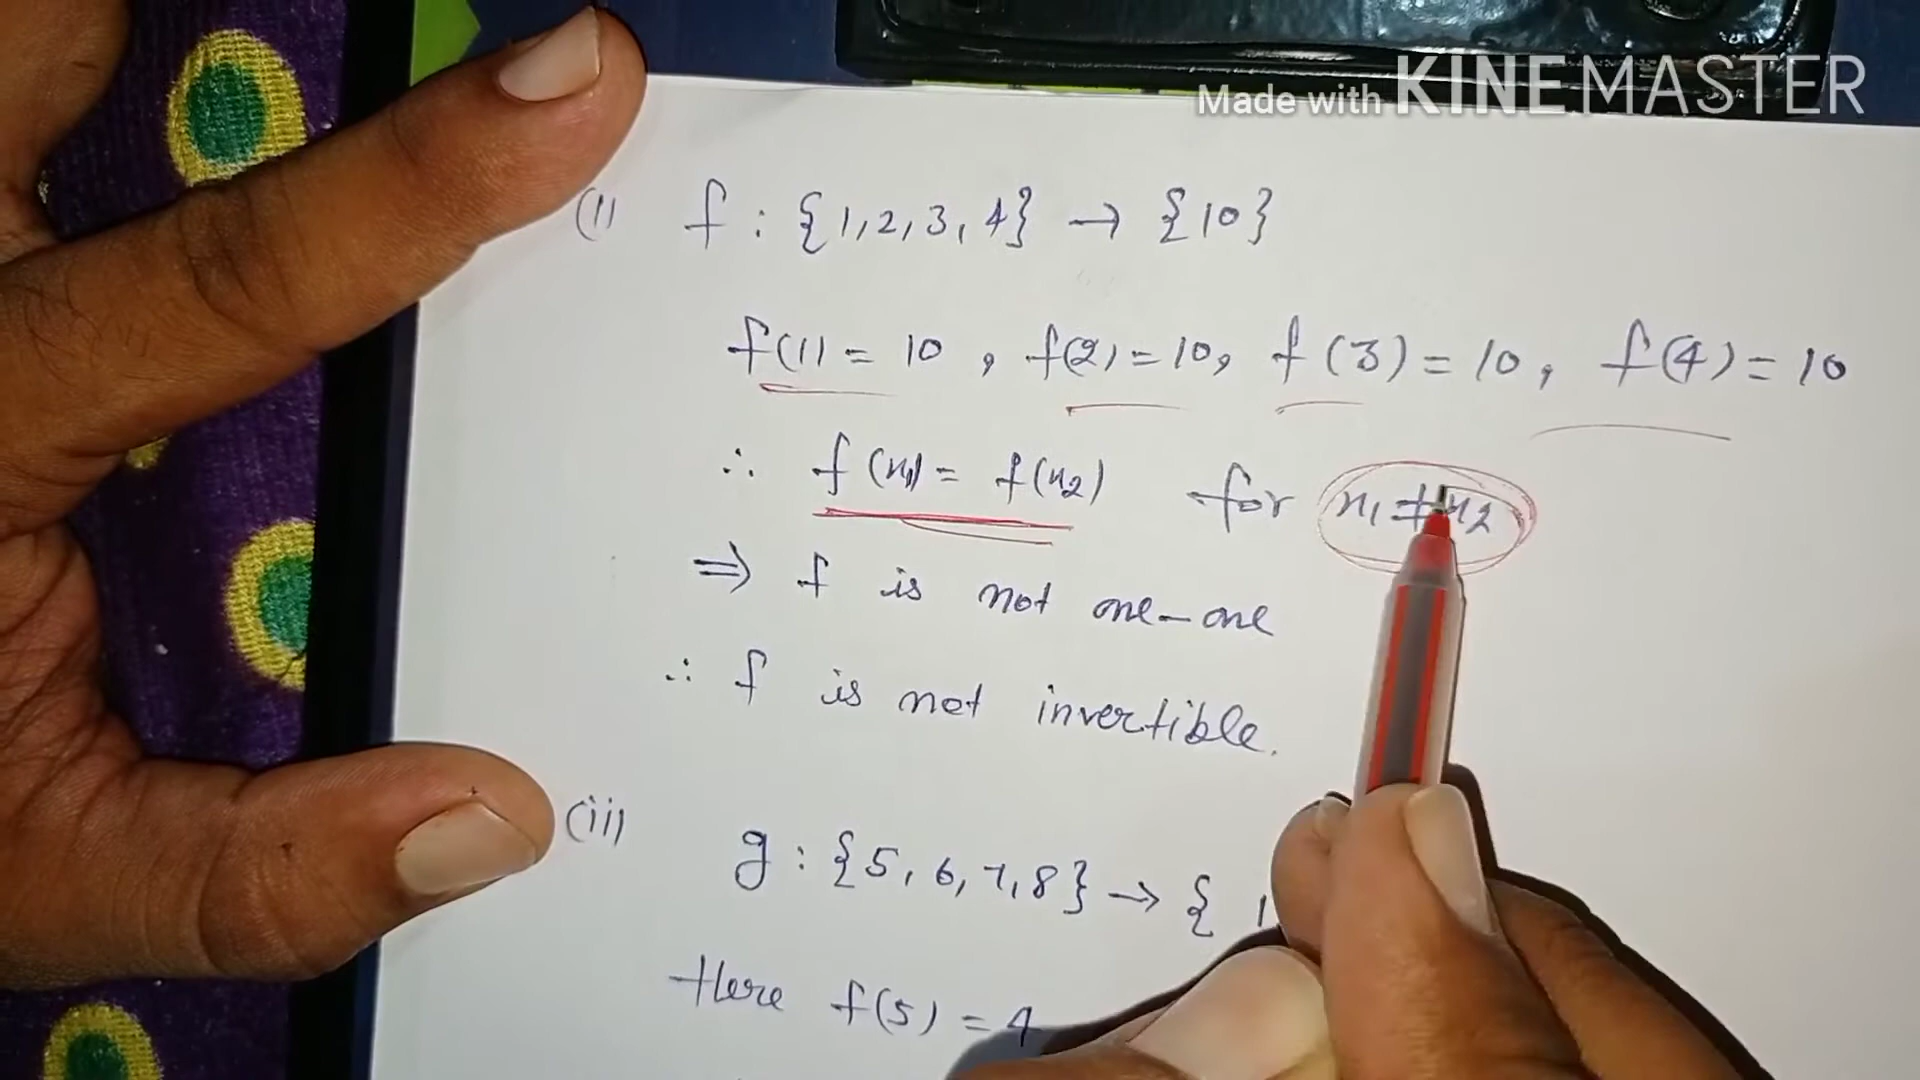 Made with KINEMASTER
(i) f : {1,2,3,4} → {10}
f(1) = 10 , f(2) = 10, f(3) = 10, f(4) = 10
∴ f(x1) = f(x2) for x1 ≠ x2
⇒ f is not one-one
∴ f is not invertible.
(ii)
g : {5, 6, 7, 8} → { 1
Here f(5) = 4